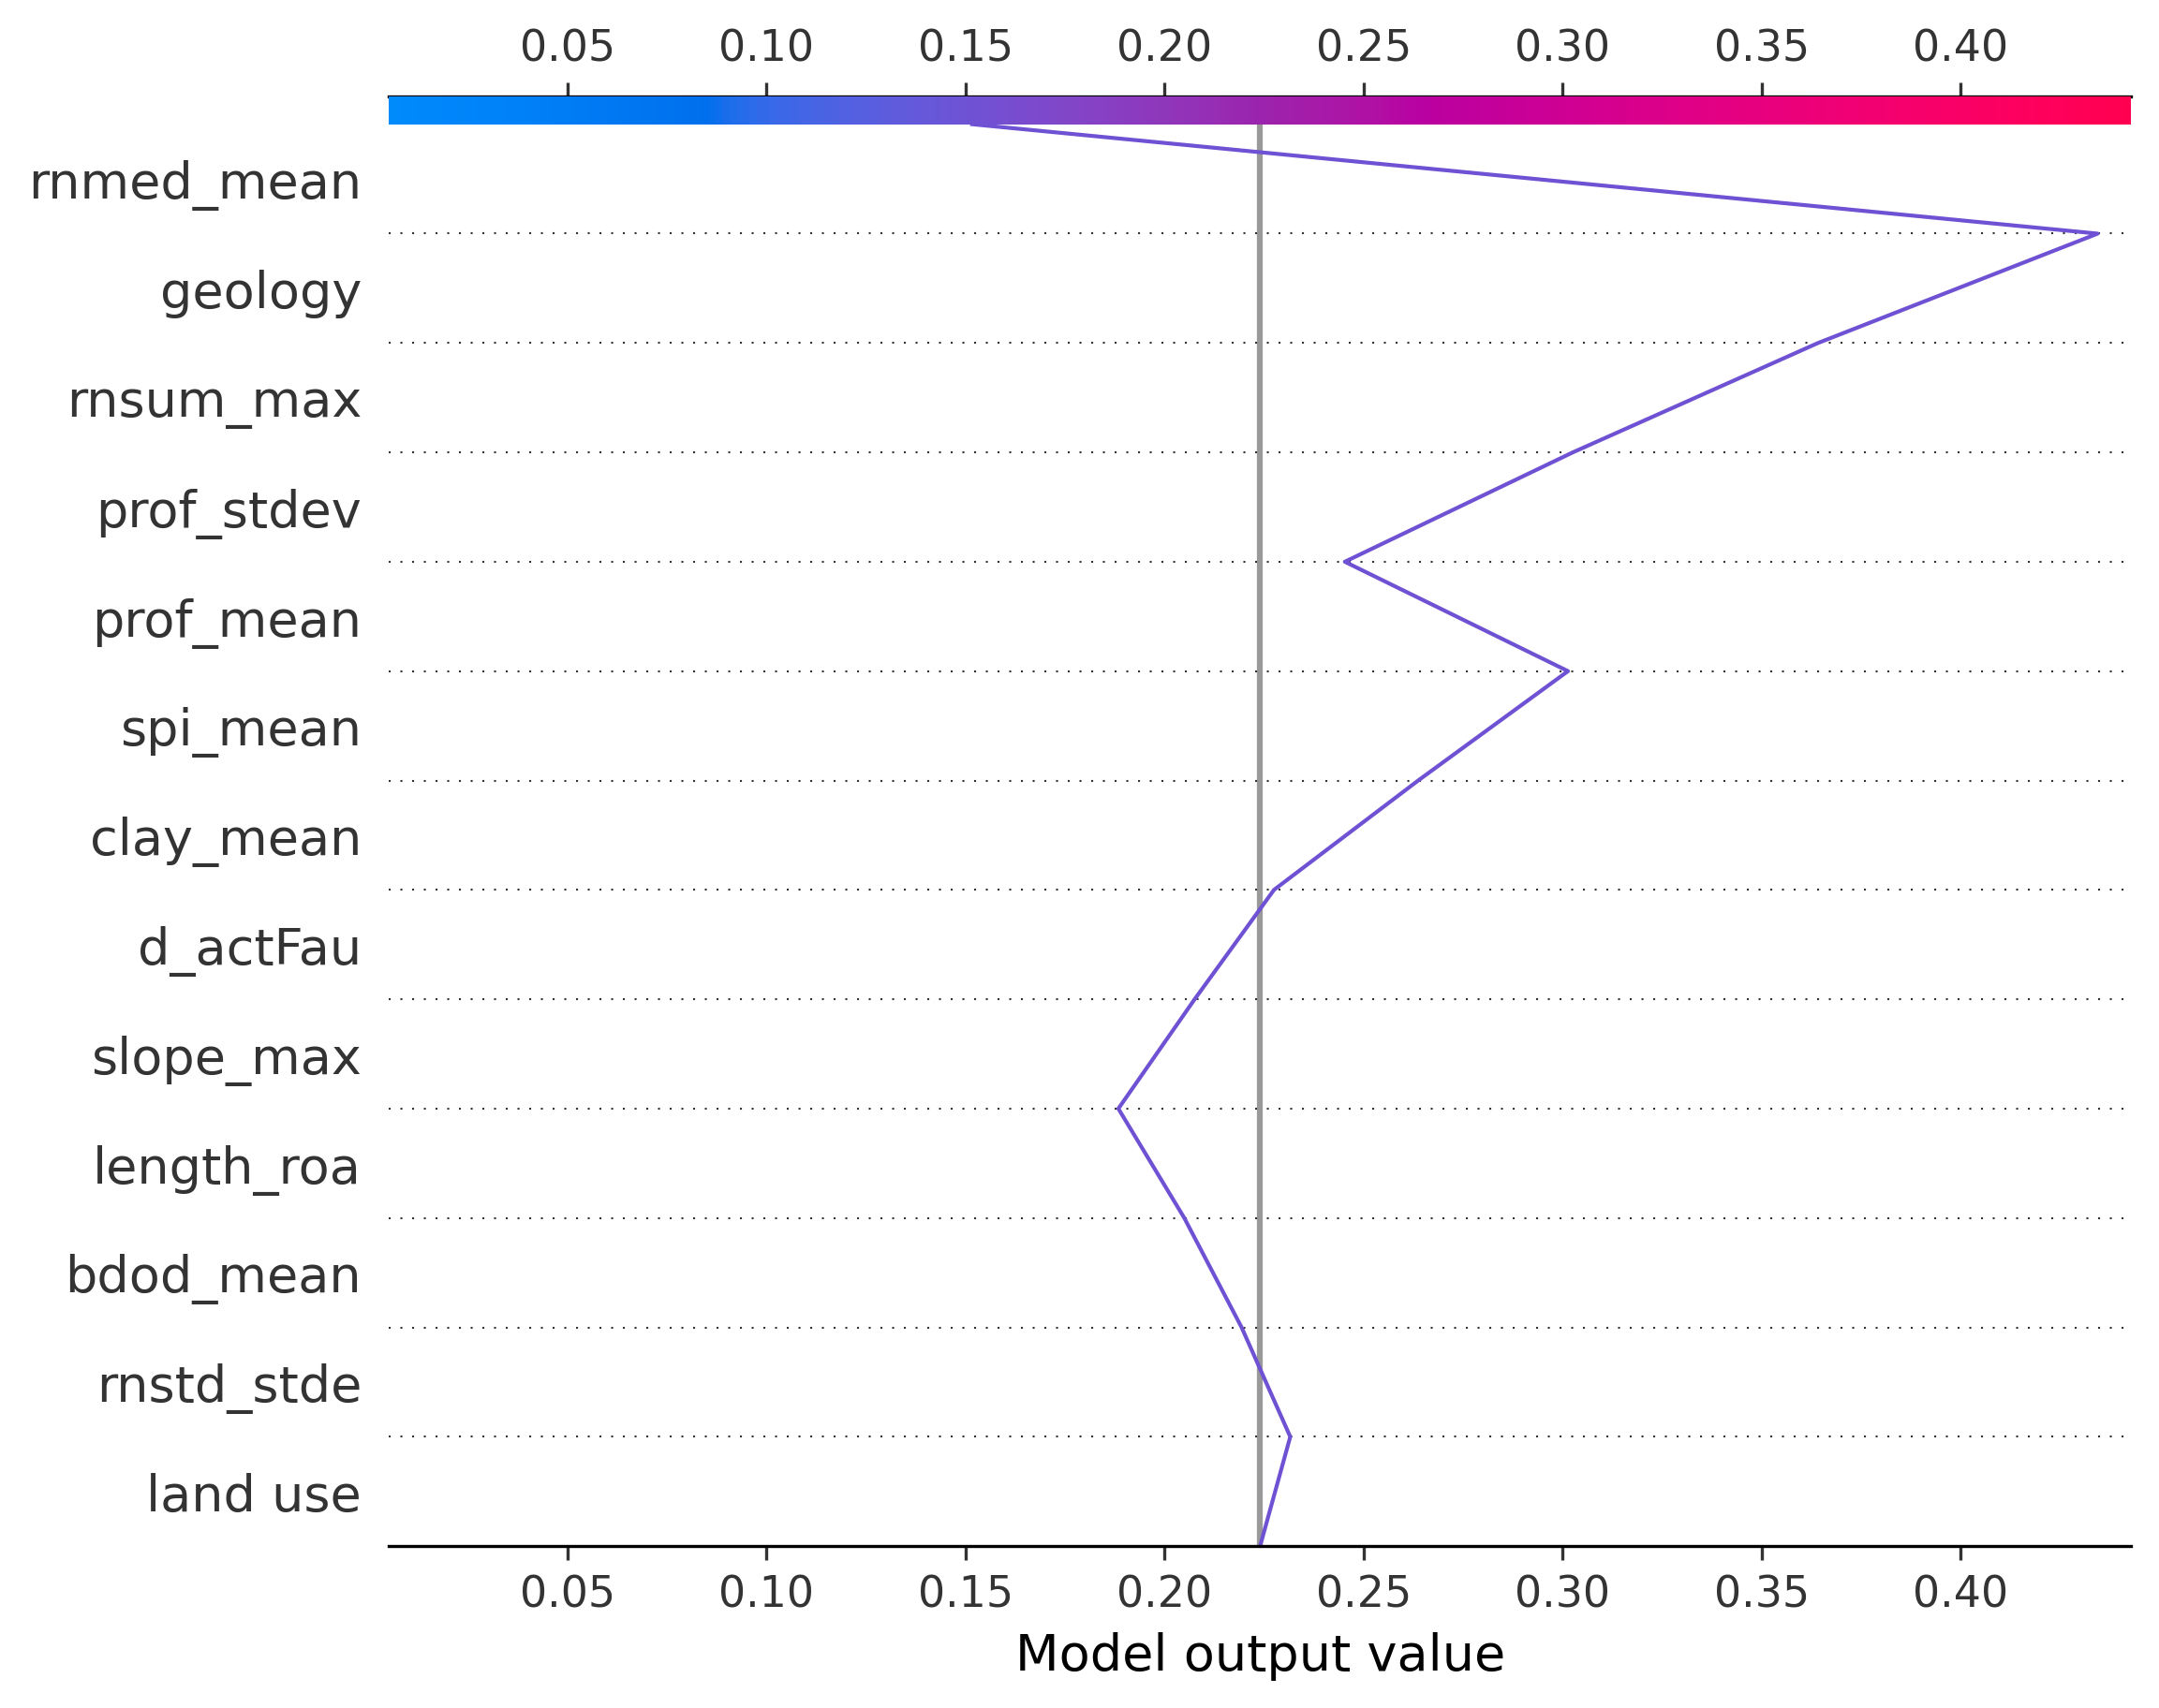 0.05 0.10 0.15 0.20 0.25 0.30 0.35 0.40
rnmed_mean
geology
rnsum_max
prof_stdev
prof_mean
spi_mean
clay_mean
d_actFau
slope_max
length_roa
bdod_mean
rnstd_stde
land use
0.05 0.10 0.15 0.20 0.25 0.30 0.35 0.40
Model output value